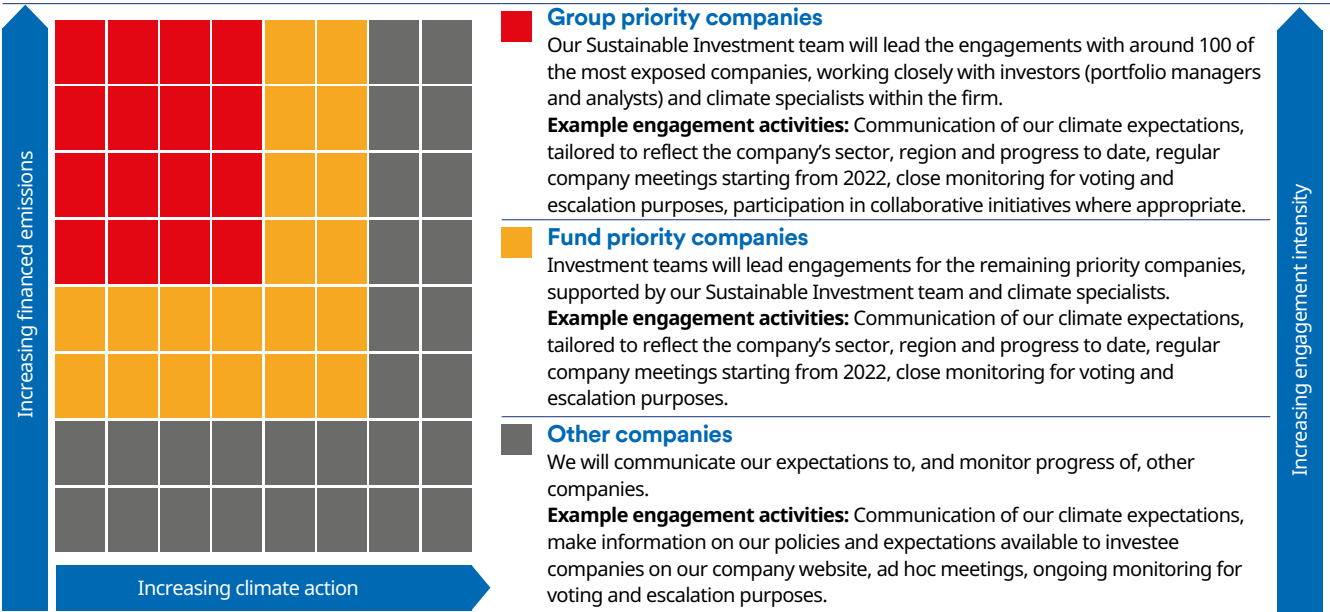 Increasing financed emissions
Increasing climate action
Group priority companies
Our Sustainable Investment team will lead the engagements with around 100 of
the most exposed companies, working closely with investors (portfolio managers
and analysts) and climate specialists within the firm.
Example engagement activities: Communication of our climate expectations,
tailored to reflect the company’s sector, region and progress to date, regular
company meetings starting from 2022, close monitoring for voting and
escalation purposes, participation in collaborative initiatives where appropriate.
Fund priority companies
Investment teams will lead engagements for the remaining priority companies,
supported by our Sustainable Investment team and climate specialists.
Example engagement activities: Communication of our climate expectations,
tailored to reflect the company’s sector, region and progress to date, regular
company meetings starting from 2022, close monitoring for voting and
escalation purposes.
Other companies
We will communicate our expectations to, and monitor progress of, other
companies.
Example engagement activities: Communication of our climate expectations,
make information on our policies and expectations available to investee
companies on our company website, ad hoc meetings, ongoing monitoring for
voting and escalation purposes.
Increasing engagement intensity